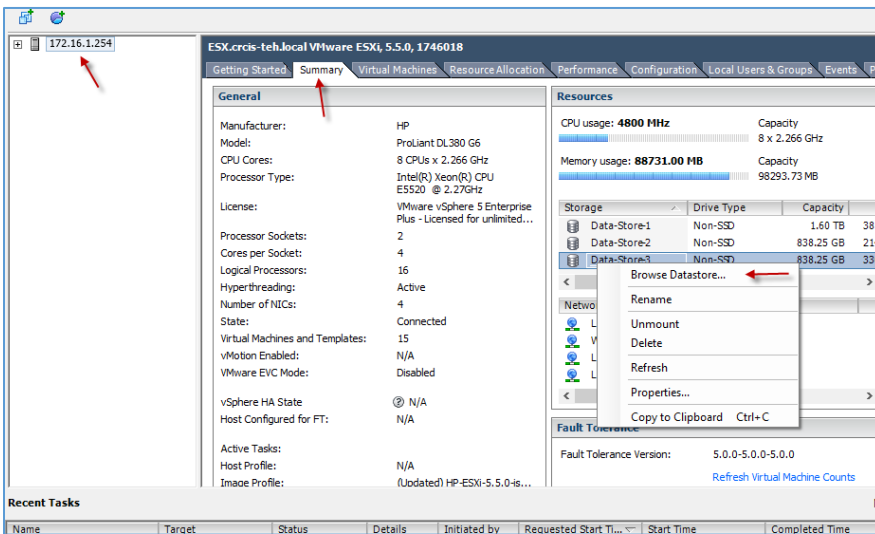 172.16.1.254
ESX.crcis-teh.local VMware ESXi, 5.5.0, 1746018
Getting Started Summary Virtual Machines Resource Allocation Performance Configuration Local Users & Groups Events
General
Manufacturer: HP
Model: ProLiant DL380 G6
CPU Cores: 8 CPUs x 2.266 GHz
Processor Type: Intel(R) Xeon(R) CPU
E5520 @ 2.27GHz
License: VMware vSphere 5 Enterprise
Plus - Licensed for unlimited...
Processor Sockets: 2
Cores per Socket: 4
Logical Processors: 16
Hyperthreading: Active
Number of NICs: 4
State: Connected
Virtual Machines and Templates: 15
vMotion Enabled: N/A
VMware EVC Mode: Disabled
vSphere HA State ? N/A
Host Configured for FT: N/A
Active Tasks:
Host Profile: N/A
Image Profile: (Updated) HP-ESXi-5.5.0-is...
Resources
CPU usage: 4800 MHz Capacity
8 x 2.266 GHz
Memory usage: 88731.00 MB Capacity
98293.73 MB
Storage Drive Type Capacity
Data-Store-1 Non-SSD 1.60 TB 38
Data-Store-2 Non-SSD 838.25 GB 21
Data-Store-3 Non-SSD 838.25 GB 33
Browse Datastore...
Rename
Unmount
Delete
Refresh
Properties...
Copy to Clipboard Ctrl+C
Fault Tolerance
Fault Tolerance Version: 5.0.0-5.0.0-5.0.0
Refresh Virtual Machine Counts
Recent Tasks
Name Target Status Details Initiated by Requested Start Ti... Start Time Completed Time